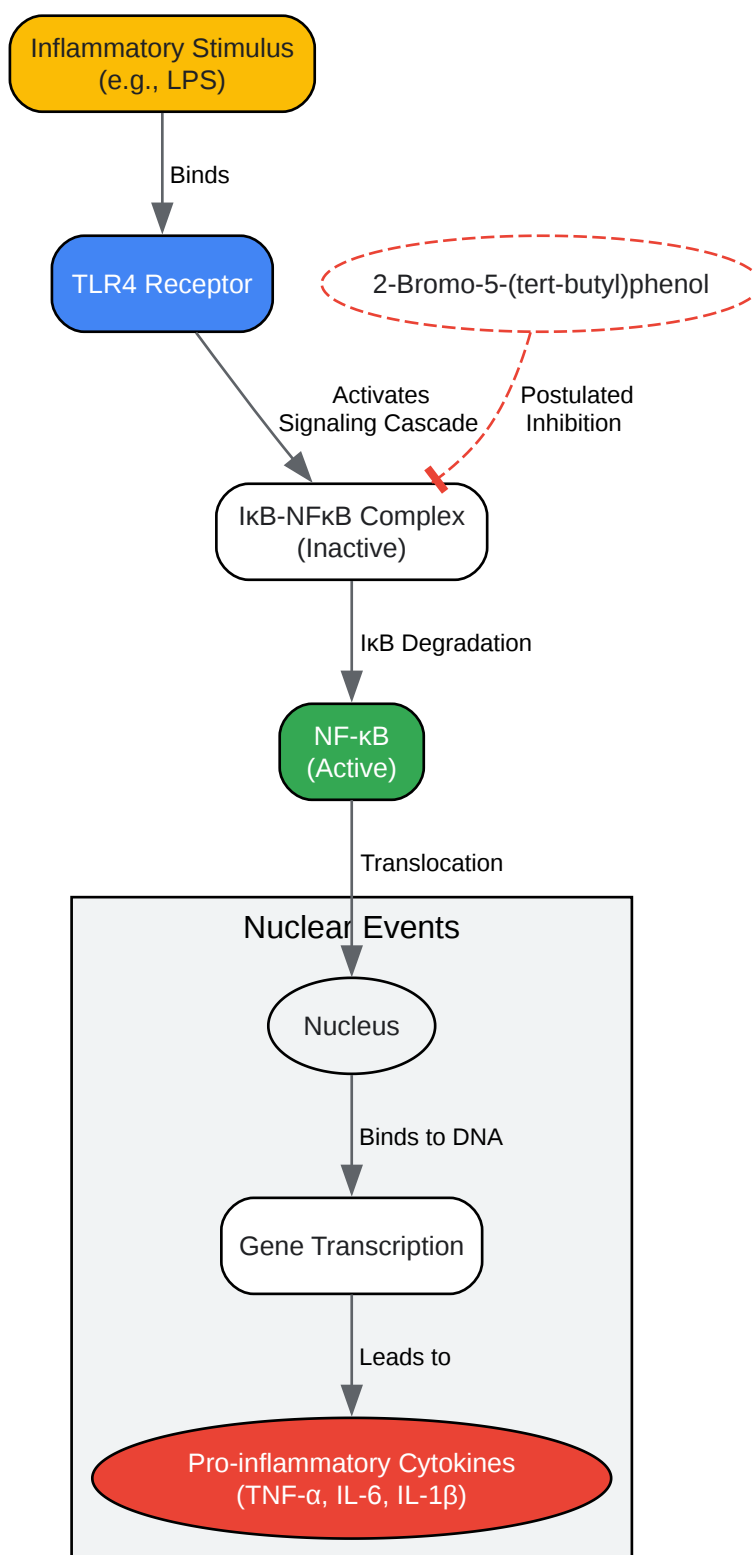 Inflammatory Stimulus
(e.g., LPS)
Binds
TLR4 Receptor
2-Bromo-5-(tert-butyl)phenol
Activates
Signaling Cascade
Postulated
Inhibition
IκB-NFκB Complex
(Inactive)
IκB Degradation
NF-κB
(Active)
Translocation
Nuclear Events
Nucleus
Binds to DNA
Gene Transcription
Leads to
Pro-inflammatory Cytokines
(TNF-α, IL-6, IL-1β)